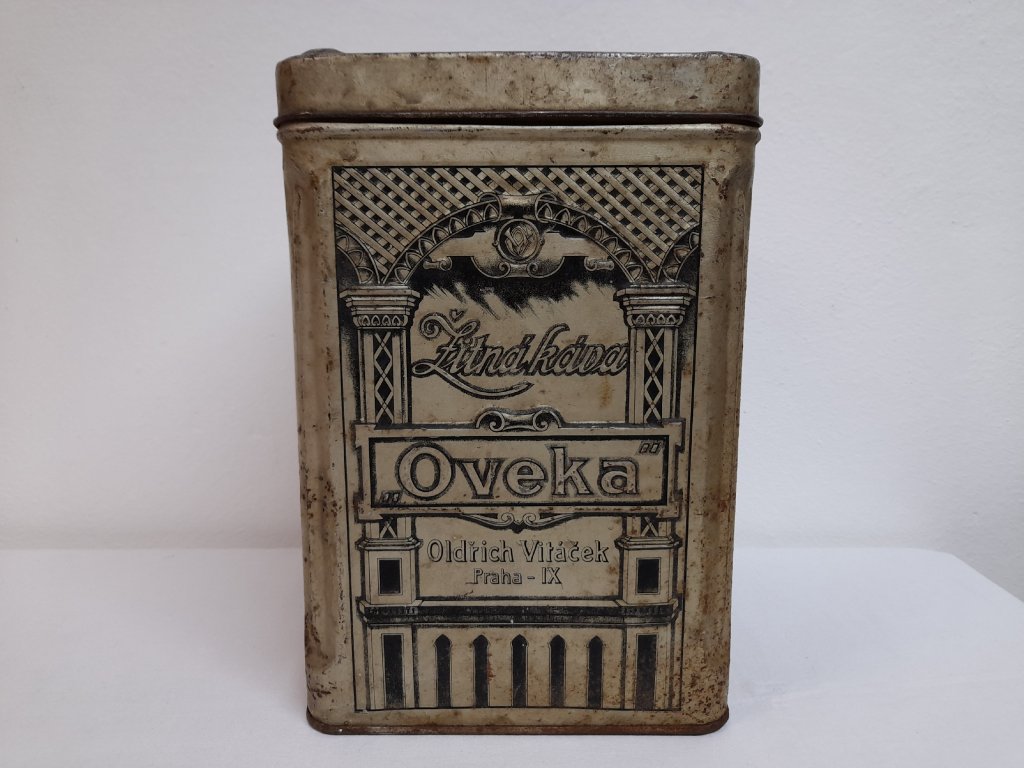 Žitná káva
„Oveka"
Oldřich Vitáček
Praha - IX